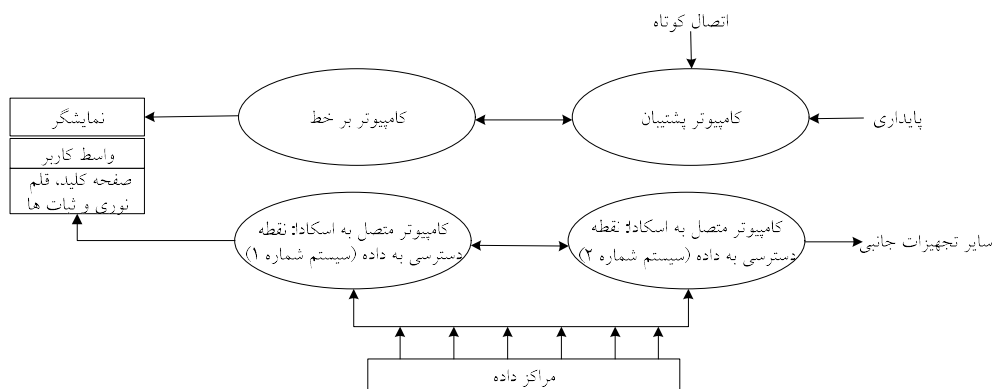 اتصال کوتاه
پایداری
کامپیوتر پشتیبان
کامپیوتر بر خط
نمایشگر
واسط کاربر
صفحه کلید، قلم
نوری و ثبات ها
سایر تجهیزات جانبی
کامپیوتر متصل به اسکادا: نقطه
دسترسی به داده (سیستم شماره ۲)
کامپیوتر متصل به اسکادا: نقطه
دسترسی به داده (سیستم شماره ۱)
مراکز داده